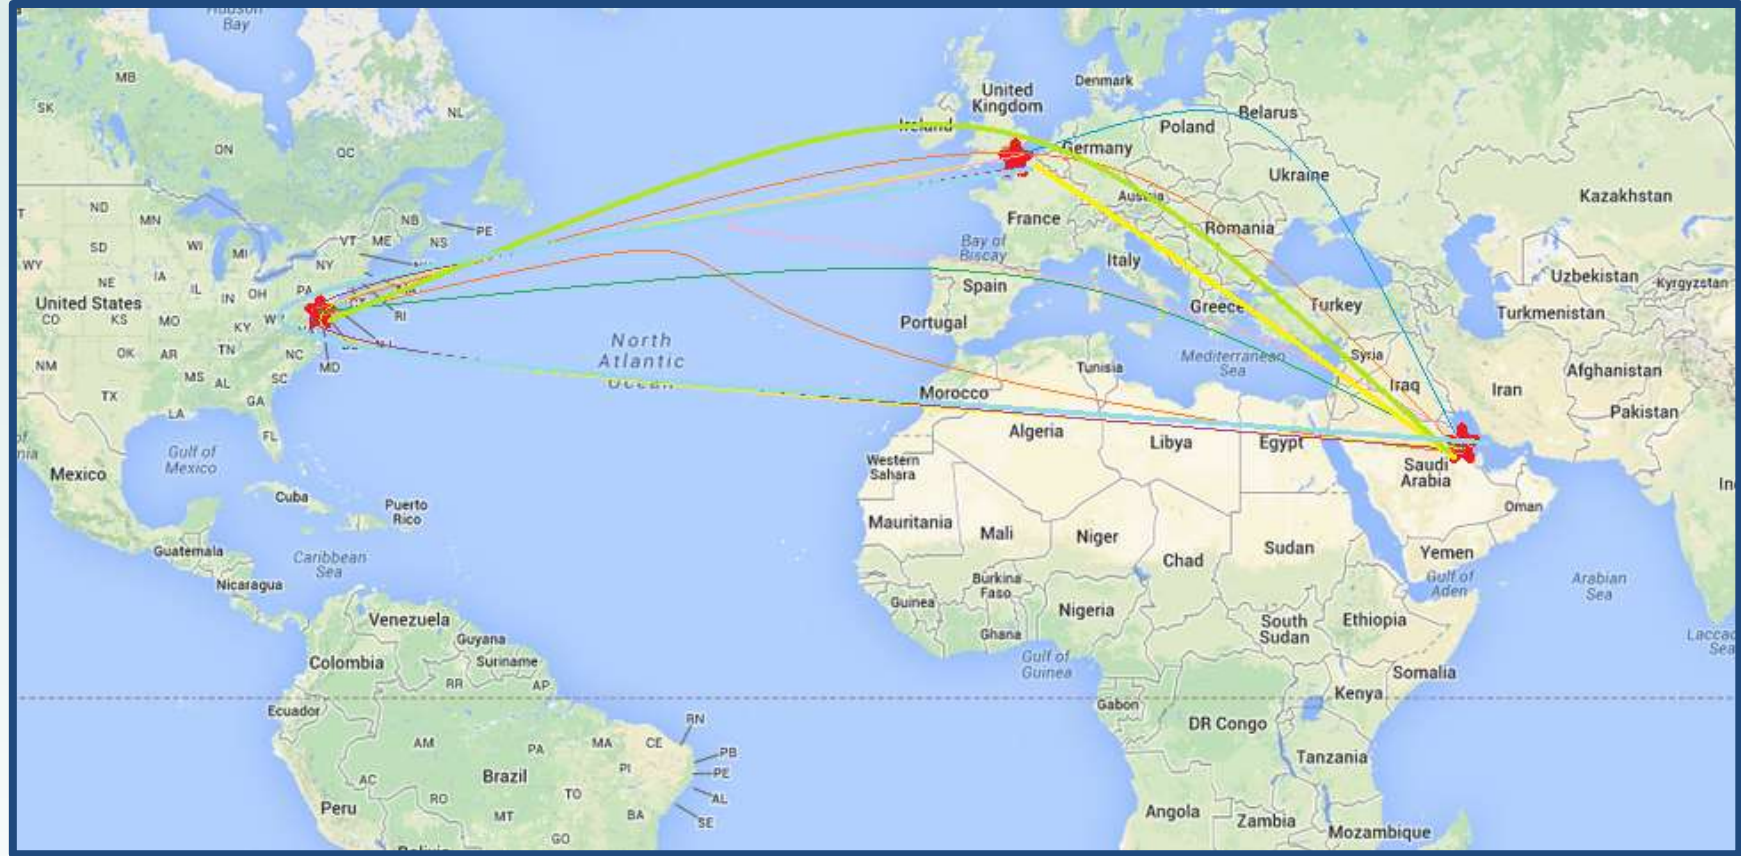 Hudson
Bay
MB
SK
NL
ON
QC
ND
MN
NB
PE
VT
ME
NS
SD
WI
MI
NY
WY
IA
NE
IL
IN
OH
PA
United States
CO
KS
MO
KY
RI
OK
AR
TN
NC
NM
MD
MS
AL
SC
TX
GA
LA
FL
Gulf of
Mexico
Mexico
Cuba
Puerto
Rico
Guatemala
Caribbean
Sea
Nicaragua
Venezuela
Guyana
Suriname
Colombia
RR
AP
Ecuador
AM
PA
MA
CE
RN
PI
PB
PE
AC
Brazil
TO
RO
AL
Peru
MT
BA
SE
GO
Bolivia
North
Atlantic
Ocean
United
Kingdom
Ireland
Denmark
Belarus
Poland
Germany
Ukraine
Austria
Kazakhstan
France
Romania
Bay of
Biscay
Italy
Spain
Uzbekistan
Kyrgyzstan
Greece
Turkey
Turkmenistan
Portugal
Mediterranean
Sea
Syria
Tunisia
Afghanistan
Iraq
Iran
Morocco
Pakistan
Algeria
Libya
Egypt
Western
Sahara
Saudi
Arabia
In
Oman
Mauritania
Mali
Niger
Chad
Sudan
Yemen
Gulf of
Aden
Arabian
Sea
Burkina
Faso
Guinea
Nigeria
Ghana
South
Sudan
Ethiopia
Laccad
Sea
Gulf of
Guinea
Somalia
Kenya
Gabon
DR Congo
Tanzania
Angola
Zambia
Mozambique